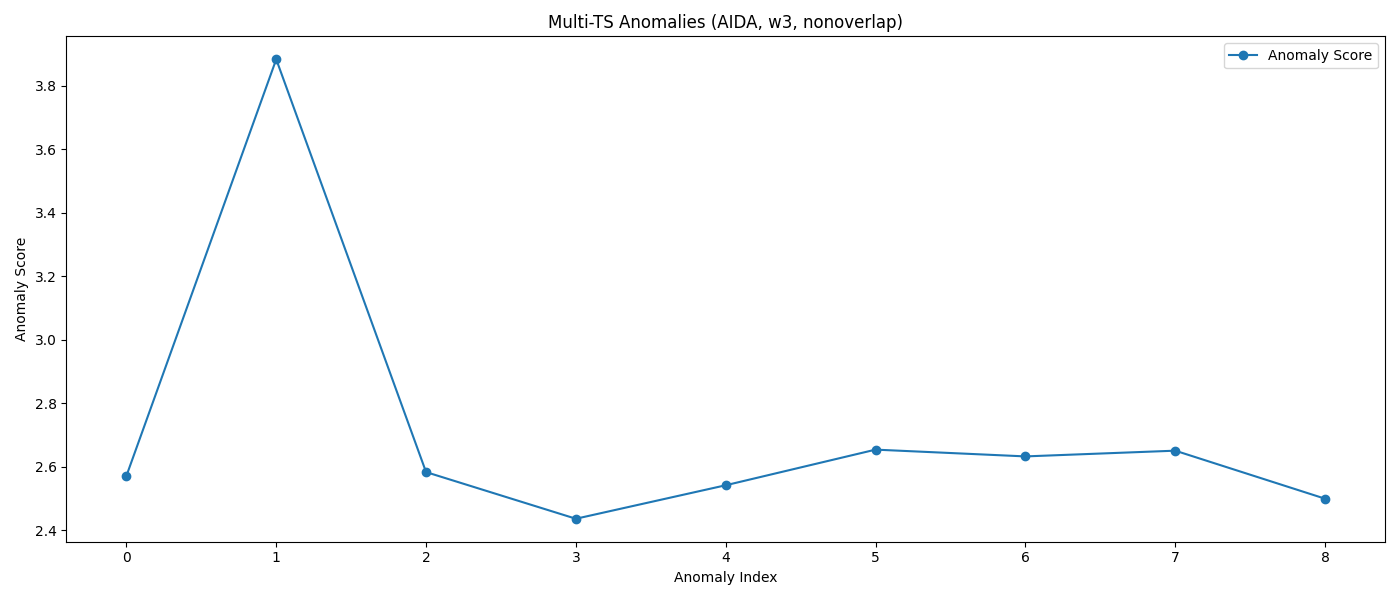 Multi-TS Anomalies (AIDA, w3, nonoverlap)
Anomaly Score
3.8
3.6
3.4
3.2
3.0
2.8
2.6
2.4
Anomaly Score
0 1 2 3 4 5 6 7 8
Anomaly Index